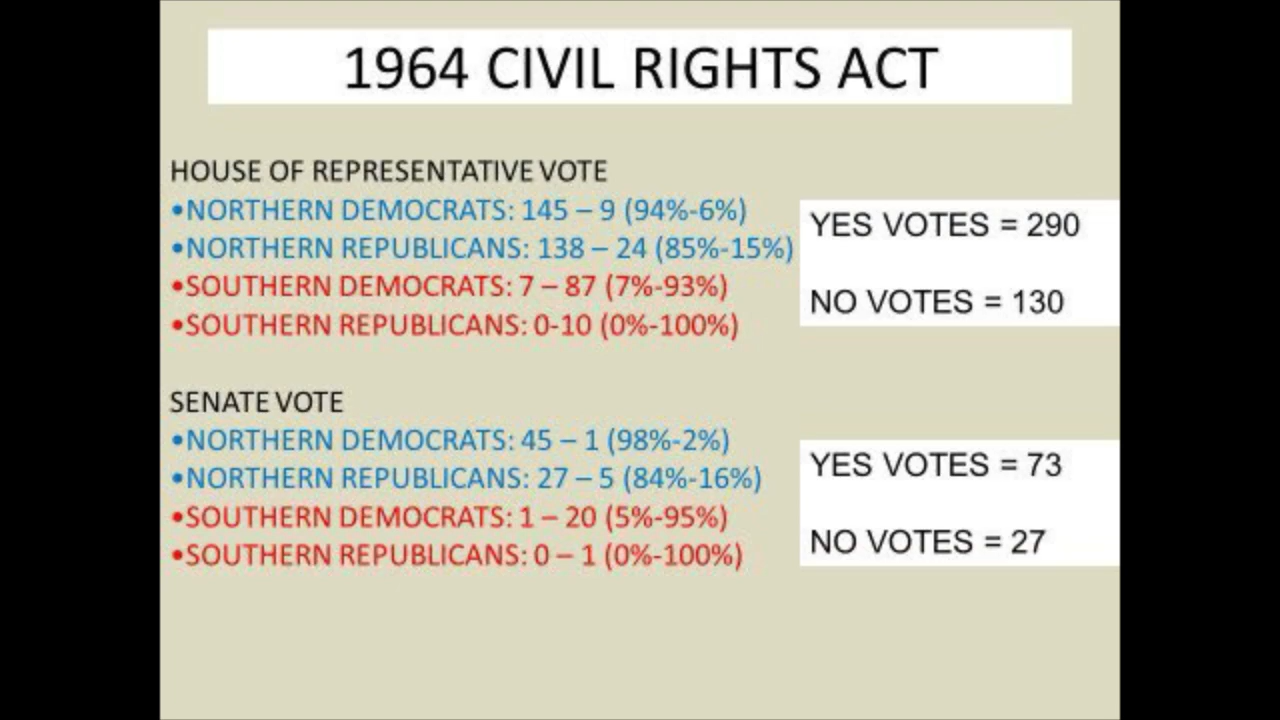 1964 CIVIL RIGHTS ACT
HOUSE OF REPRESENTATIVE VOTE
•NORTHERN DEMOCRATS: 145 – 9 (94%-6%)
•NORTHERN REPUBLICANS: 138 – 24 (85%-15%)
•SOUTHERN DEMOCRATS: 7 – 87 (7%-93%)
•SOUTHERN REPUBLICANS: 0-10 (0%-100%)
YES VOTES = 290
NO VOTES = 130
SENATE VOTE
•NORTHERN DEMOCRATS: 45 – 1 (98%-2%)
•NORTHERN REPUBLICANS: 27 – 5 (84%-16%)
•SOUTHERN DEMOCRATS: 1 – 20 (5%-95%)
•SOUTHERN REPUBLICANS: 0 – 1 (0%-100%)
YES VOTES = 73
NO VOTES = 27